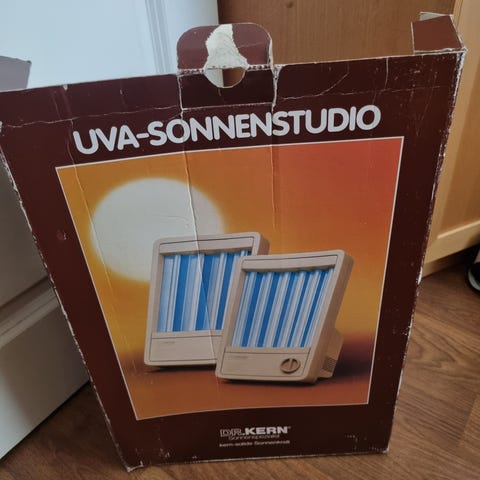 UVA-SONNENSTUDIO
DR.KERN
Sonnenspezialist
kern-solide Sonnenkraft